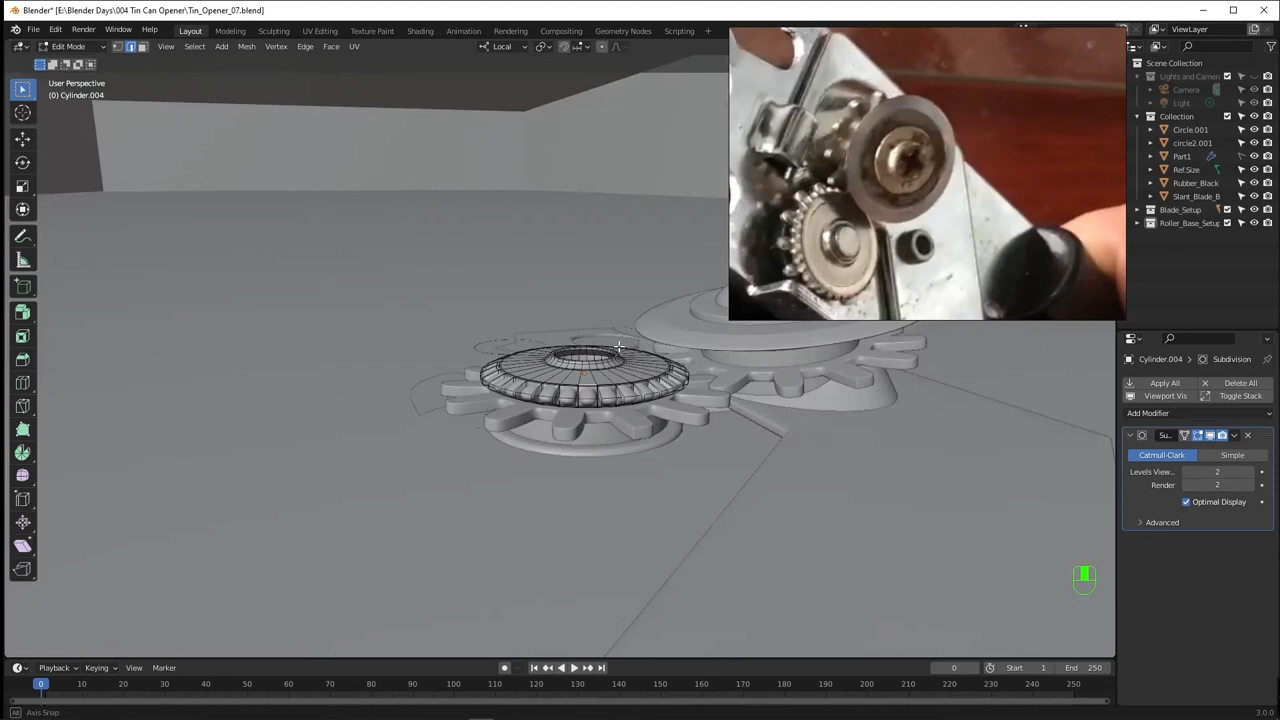 Blender* [E:\Blender Days\004 Tin Can Opener\Tin_Opener_07.blend]
File Edit Render Window Help Layout Modeling Sculpting UV Editing Texture Paint Shading Animation Rendering Compositing Geometry Nodes Scripting ViewLayer
Edit Mode View Select Add Mesh Vertex Edge Face UV Local
User Perspective
(0) Cylinder.004
Scene Collection
Lights and Camera
Camera
Light
Collection
Circle.001
circle2.001
Part1
Ref.Size
Rubber_Black
Slant_Blade_B
Blade_Setup
Roller_Base_Setup
Cylinder.004 Subdivision
Apply All Delete All
Viewport Vis Toggle Stack
Add Modifier
Su...
Catmull-Clark Simple
Levels View... 2
Render 2
Optimal Display
Advanced
Playback Keying View Marker 0 Start 1 End 250
0 10 20 30 40 50 60 70 80 90 100 110 120 130 140 150 160 170 180 190 200 210 220 230 240 250
Axis Snap 3.0.0